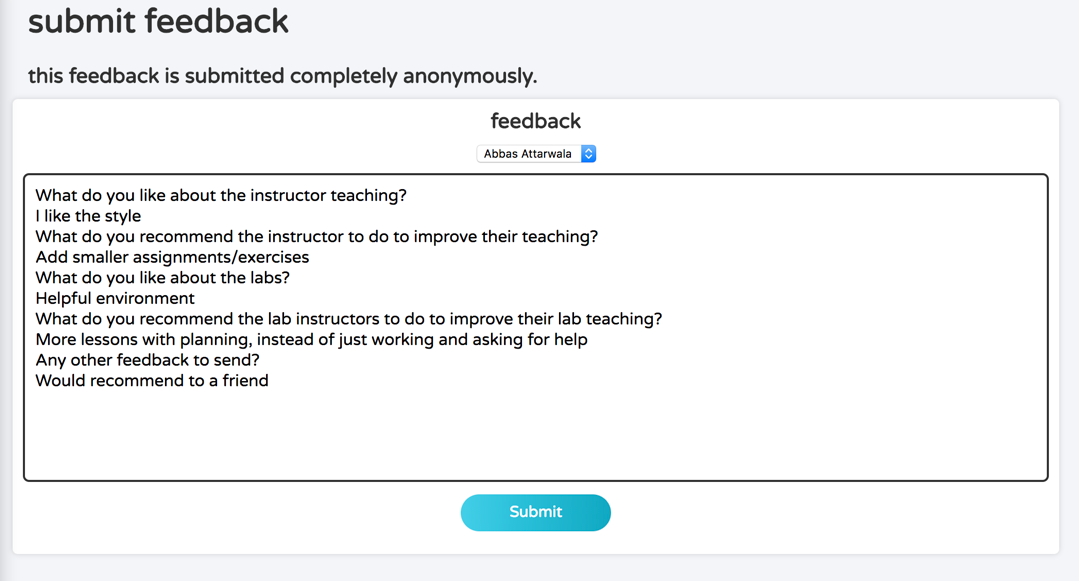 submit feedback
this feedback is submitted completely anonymously.
feedback
Abbas Attarwala
What do you like about the instructor teaching?
I like the style
What do you recommend the instructor to do to improve their teaching?
Add smaller assignments/exercises
What do you like about the labs?
Helpful environment
What do you recommend the lab instructors to do to improve their lab teaching?
More lessons with planning, instead of just working and asking for help
Any other feedback to send?
Would recommend to a friend
Submit